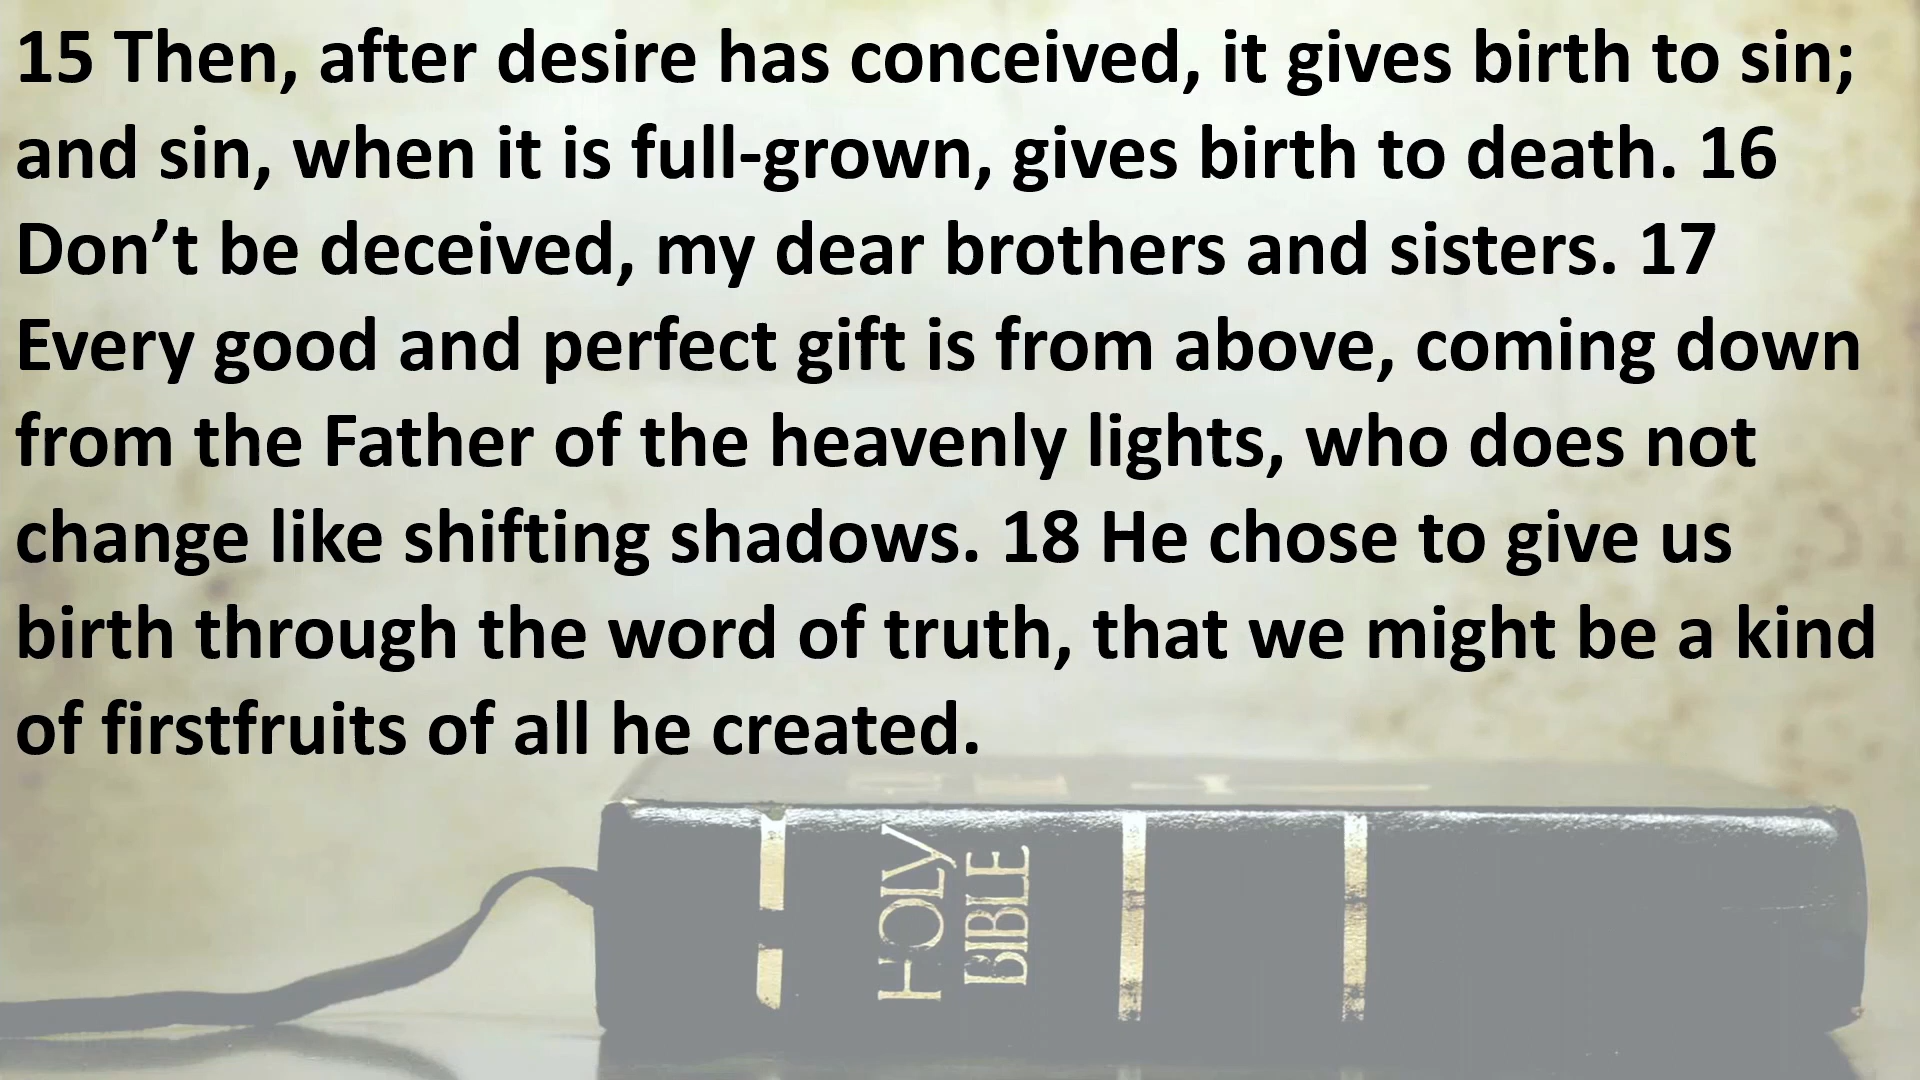 15 Then, after desire has conceived, it gives birth to sin;
and sin, when it is full-grown, gives birth to death. 16
Don’t be deceived, my dear brothers and sisters. 17
Every good and perfect gift is from above, coming down
from the Father of the heavenly lights, who does not
change like shifting shadows. 18 He chose to give us
birth through the word of truth, that we might be a kind
of firstfruits of all he created.
HOLY
BIBLE